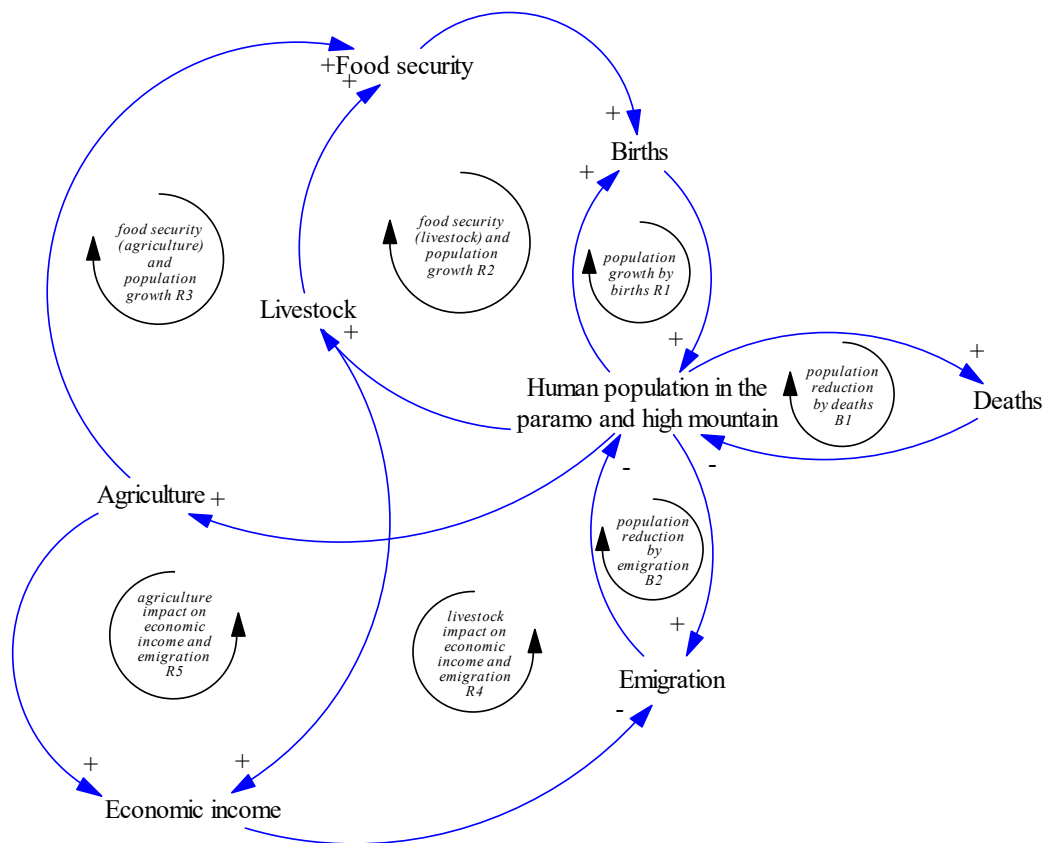 +Food security
+
+
Births
+
food security
(agriculture)
and
population
growth R3
food security
(livestock) and
population
growth R2
population
growth by
births R1
Livestock
+
+
+
Human population in the
paramo and high mountain
population
reduction
by deaths
B1
Deaths
-
-
Agriculture
+
population
reduction
by
emigration
B2
agriculture
impact on
economic
income and
emigration
R5
livestock
impact on
economic
income and
emigration
R4
+
Emigration
-
+
+
Economic income